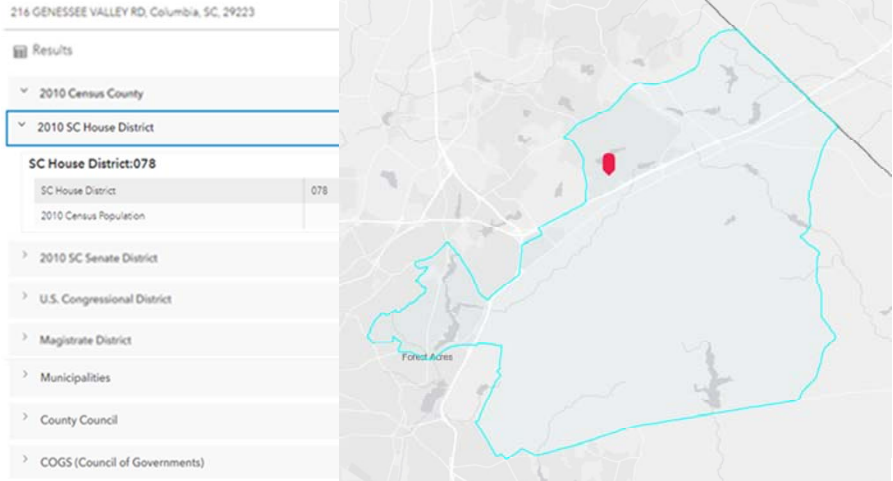 216 GENESSEE VALLEY RD, Columbia, SC, 29223
Results
2010 Census County
2010 SC House District
SC House District:078
SC House District 078
2010 Census Population
2010 SC Senate District
U.S. Congressional District
Magistrate District
Municipalities
County Council
COGS (Council of Governments)
Forest Acres